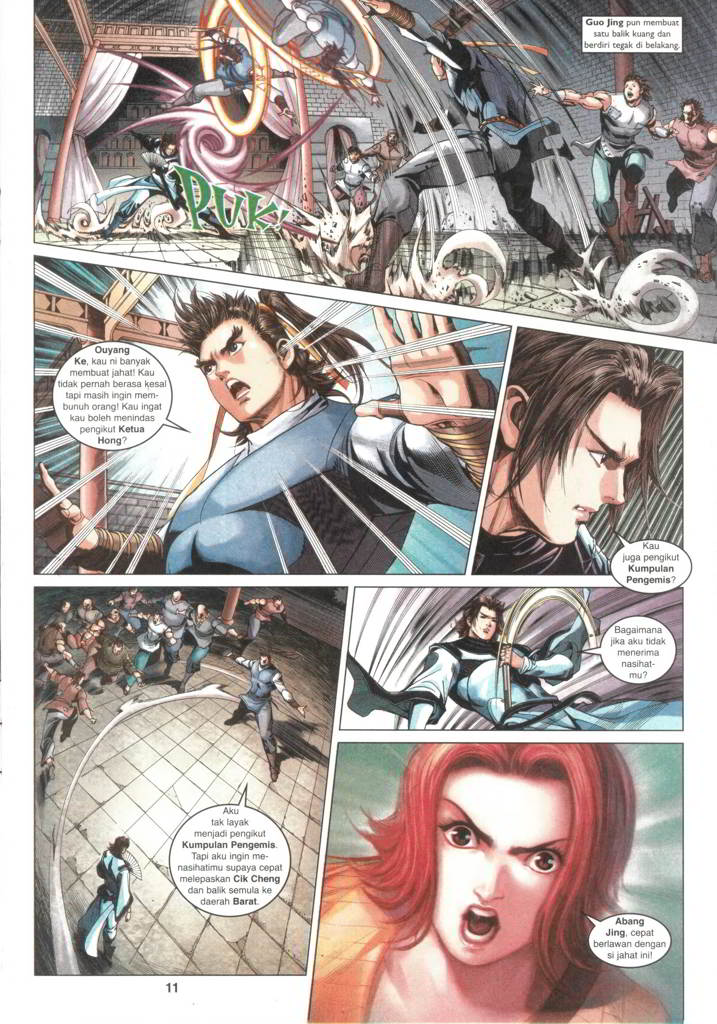 Guo Jing pun membuat
satu balik kuang dan
berdiri tegak di belakang.
PUK!
Ouyang
Ke, kau ni banyak
membuat jahat! Kau
tidak pernah berasa kesal
tapi masih ingin mem-
bunuh orang! Kau ingat
kau boleh menindas
pengikut Ketua
Hong?
Kau
juga pengikut
Kumpulan
Pengemis?
Aku
tak layak
menjadi pengikut
Kumpulan Pengemis.
Tapi aku ingin me-
nasihatimu supaya cepat
melepaskan Cik Cheng
dan balik semula ke
daerah Barat.
Bagaimana
jika aku tidak
menerima
nasihat-
mu?
Abang
Jing, cepat
berlawan dengan
si jahat ini!
11